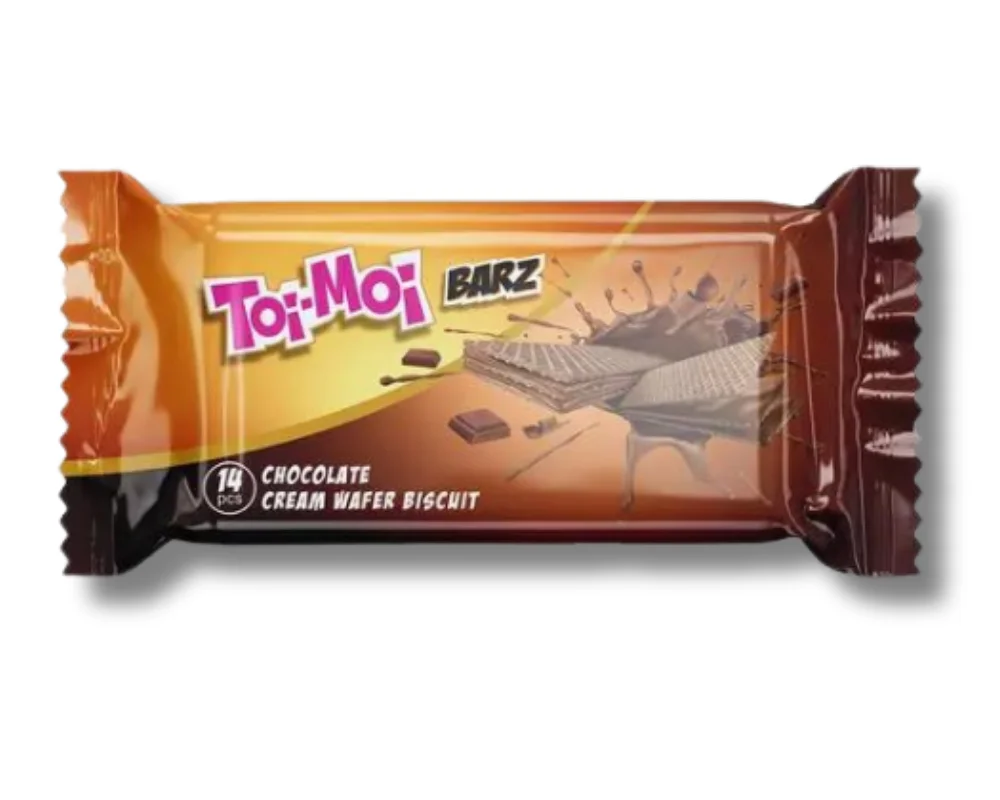 Toi-Moi BARZ
14
pcs
CHOCOLATE
CREAM WAFER BISCUIT